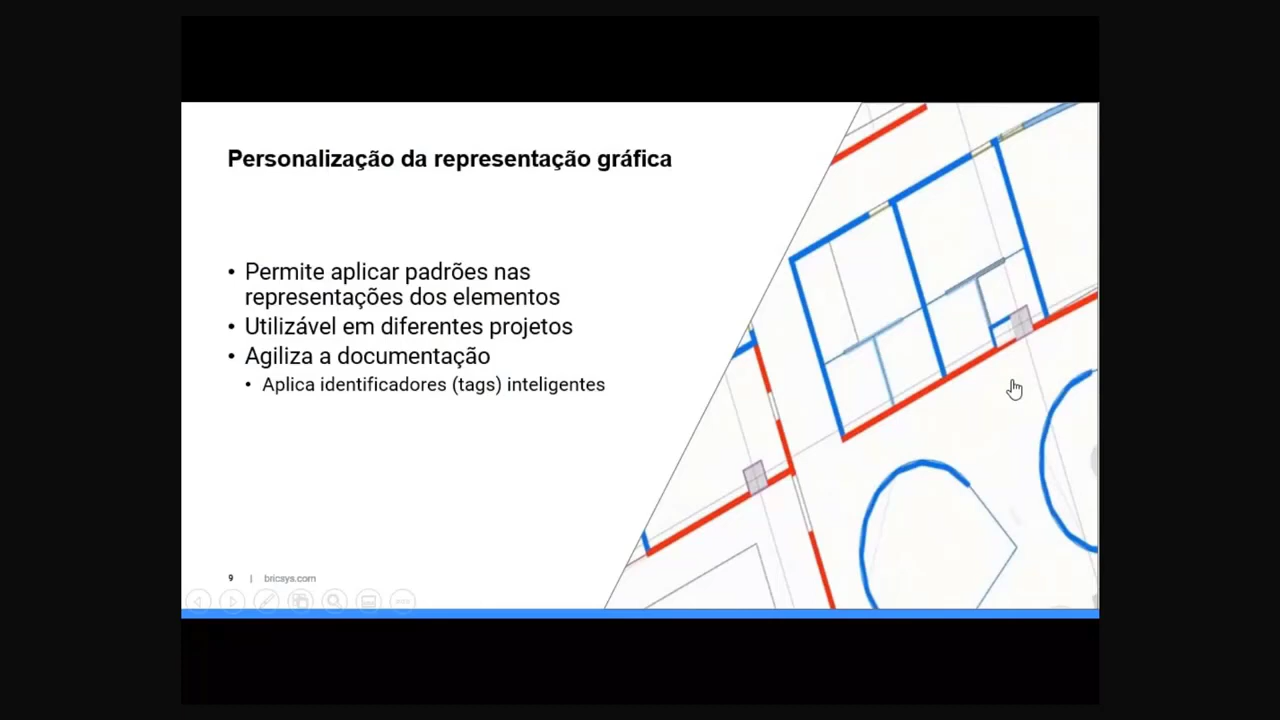 Personalização da representação gráfica
• Permite aplicar padrões nas
representações dos elementos
• Utilizável em diferentes projetos
• Agiliza a documentação
• Aplica identificadores (tags) inteligentes
9 | bricsys.com